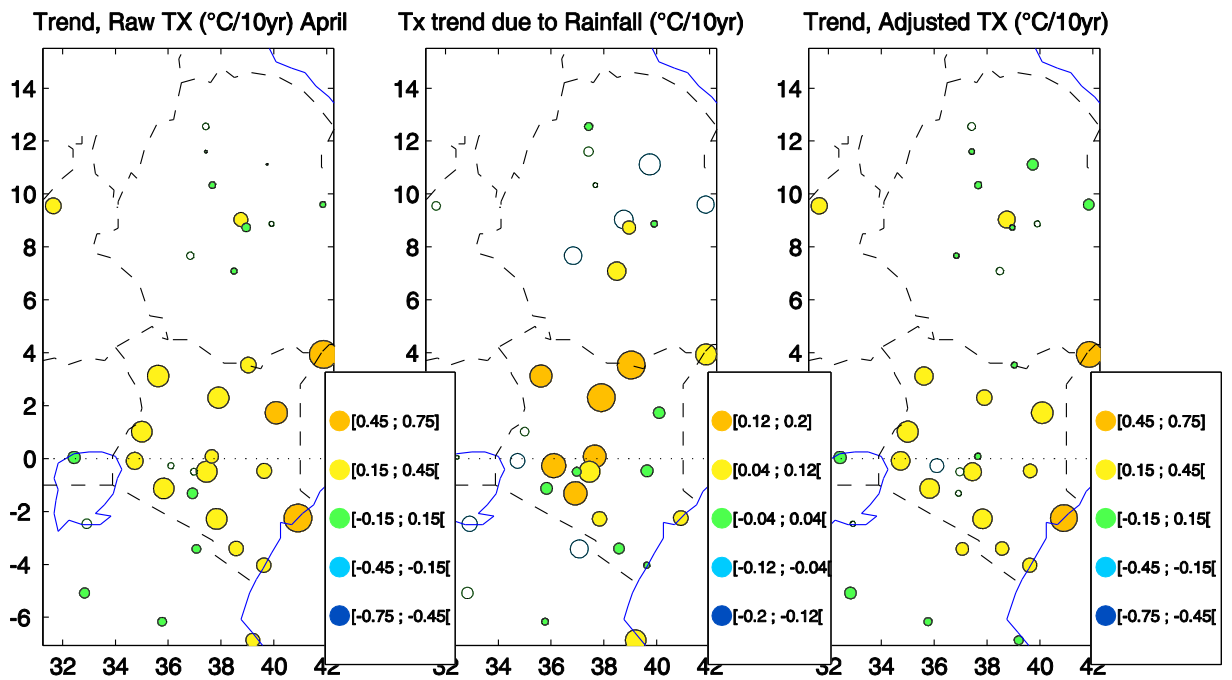 Trend, Raw TX (°C/10yr) April
Tx trend due to Rainfall (°C/10yr)
Trend, Adjusted TX (°C/10yr)
14
12
10
8
6
4
2
0
-2
-4
-6
32 34 36 38 40 42
[0.45 ; 0.75]
[0.15 ; 0.45[
[-0.15 ; 0.15[
[-0.45 ; -0.15[
[-0.75 ; -0.45[
14
12
10
8
6
4
2
0
-2
-4
-6
32 34 36 38 40 42
[0.12 ; 0.2]
[0.04 ; 0.12[
[-0.04 ; 0.04[
[-0.12 ; -0.04[
[-0.2 ; -0.12[
14
12
10
8
6
4
2
0
-2
-4
-6
32 34 36 38 40 42
[0.45 ; 0.75]
[0.15 ; 0.45[
[-0.15 ; 0.15[
[-0.45 ; -0.15[
[-0.75 ; -0.45[